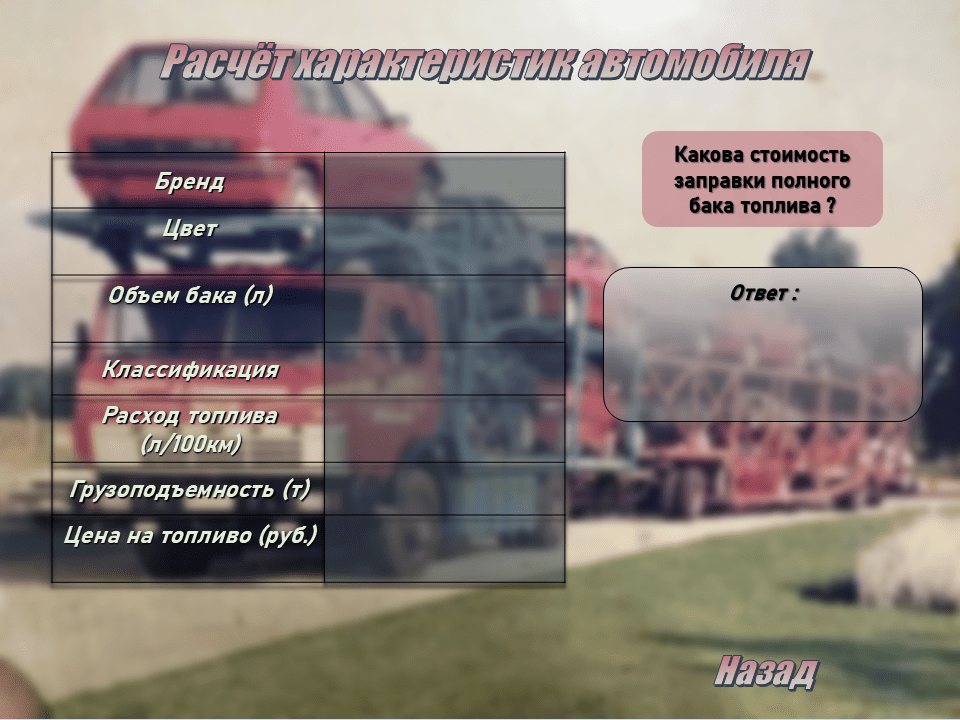 Расчёт характеристик автомобиля
Бренд
Цвет
Объем бака (л)
Классификация
Расход топлива
(л/100км)
Грузоподъемность (т)
Цена на топливо (руб.)
Какова стоимость
заправки полного
бака топлива ?
Ответ :
Назад